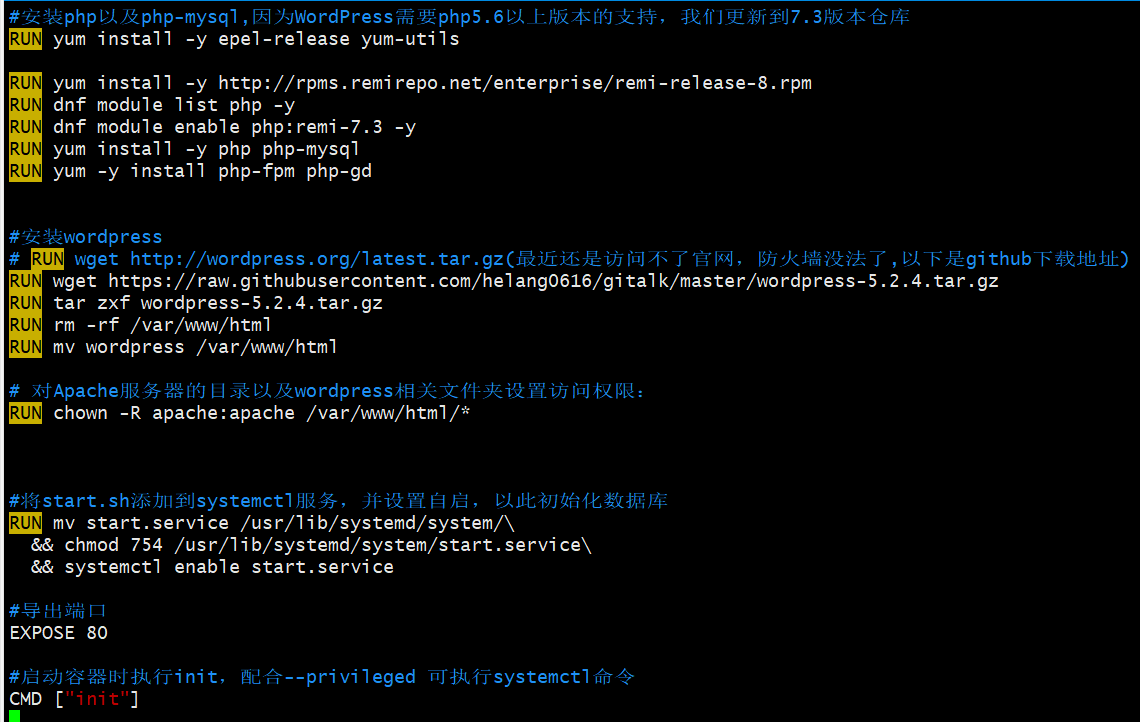 #安装php以及php-mysql,因为WordPress需要php5.6以上版本的支持，我们更新到7.3版本仓库
RUN yum install -y epel-release yum-utils
RUN yum install -y http://rpms.remirepo.net/enterprise/remi-release-8.rpm
RUN dnf module list php -y
RUN dnf module enable php:remi-7.3 -y
RUN yum install -y php php-mysql
RUN yum -y install php-fpm php-gd
#安装wordpress
# RUN wget http://wordpress.org/latest.tar.gz(最近还是访问不了官网，防火墙没法了,以下是github下载地址)
RUN wget https://raw.githubusercontent.com/helang0616/gitalk/master/wordpress-5.2.4.tar.gz
RUN tar zxf wordpress-5.2.4.tar.gz
RUN rm -rf /var/www/html
RUN mv wordpress /var/www/html
# 对Apache服务器的目录以及wordpress相关文件夹设置访问权限：
RUN chown -R apache:apache /var/www/html/*
#将start.sh添加到systemctl服务，并设置自启，以此初始化数据库
RUN mv start.service /usr/lib/systemd/system/\
&& chmod 754 /usr/lib/systemd/system/start.service\
&& systemctl enable start.service
#导出端口
EXPOSE 80
#启动容器时执行init，配合--privileged 可执行systemctl命令
CMD ["init"]